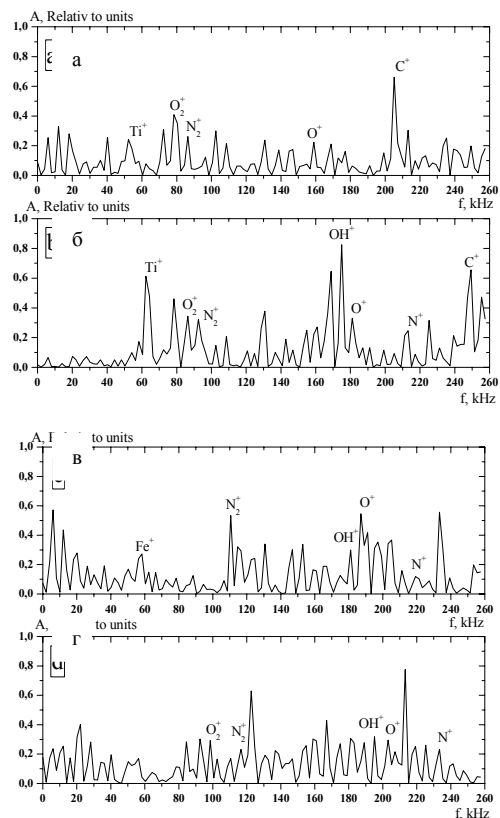 A, Relativ to units
1,0
0,8
0,6
0,4
0,2
0,0
а
Ti⁺
O₂⁺
N₂⁺
O⁺
C⁺
0 20 40 60 80 100 120 140 160 180 200 220 240 260
f, kHz
A, Relativ to units
1,0
0,8
0,6
0,4
0,2
0,0
б
Ti⁺
O₂⁺
N₂⁺
OH⁺
O⁺
N⁺
C⁺
0 20 40 60 80 100 120 140 160 180 200 220 240 260
f, kHz
A, to units
1,0
0,8
0,6
0,4
0,2
0,0
в
Fe⁺
N₂⁺
OH⁺
O⁺
N⁺
0 20 40 60 80 100 120 140 160 180 200 220 240 260
f, kHz
A, to units
1,0
0,8
0,6
0,4
0,2
0,0
г
O₂⁺
N₂⁺
OH⁺
O⁺
N⁺
0 20 40 60 80 100 120 140 160 180 200 220 240 260
f, kHz